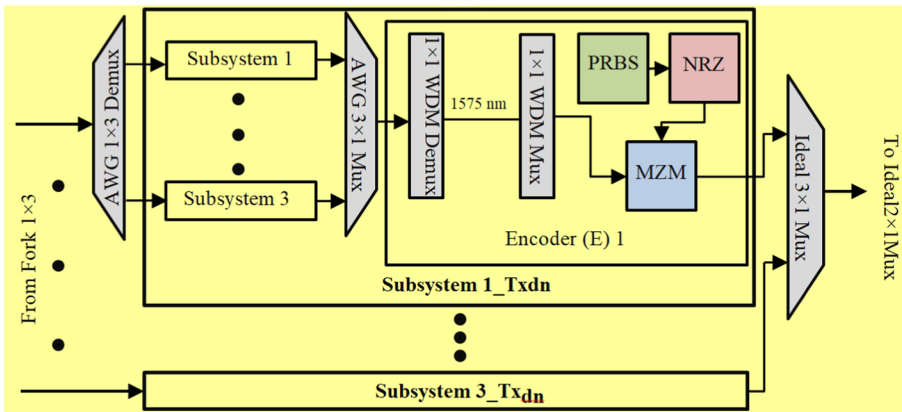 From Fork 1×3
AWG 1×3 Demux
Subsystem 1
Subsystem 3
AWG 3×1 Mux
1×1 WDM Demux
1575 nm
1×1 WDM Mux
PRBS
NRZ
MZM
Encoder (E) 1
Subsystem 1_Txdn
Subsystem 3_Txdn
Ideal 3×1 Mux
To Ideal2×1Mux